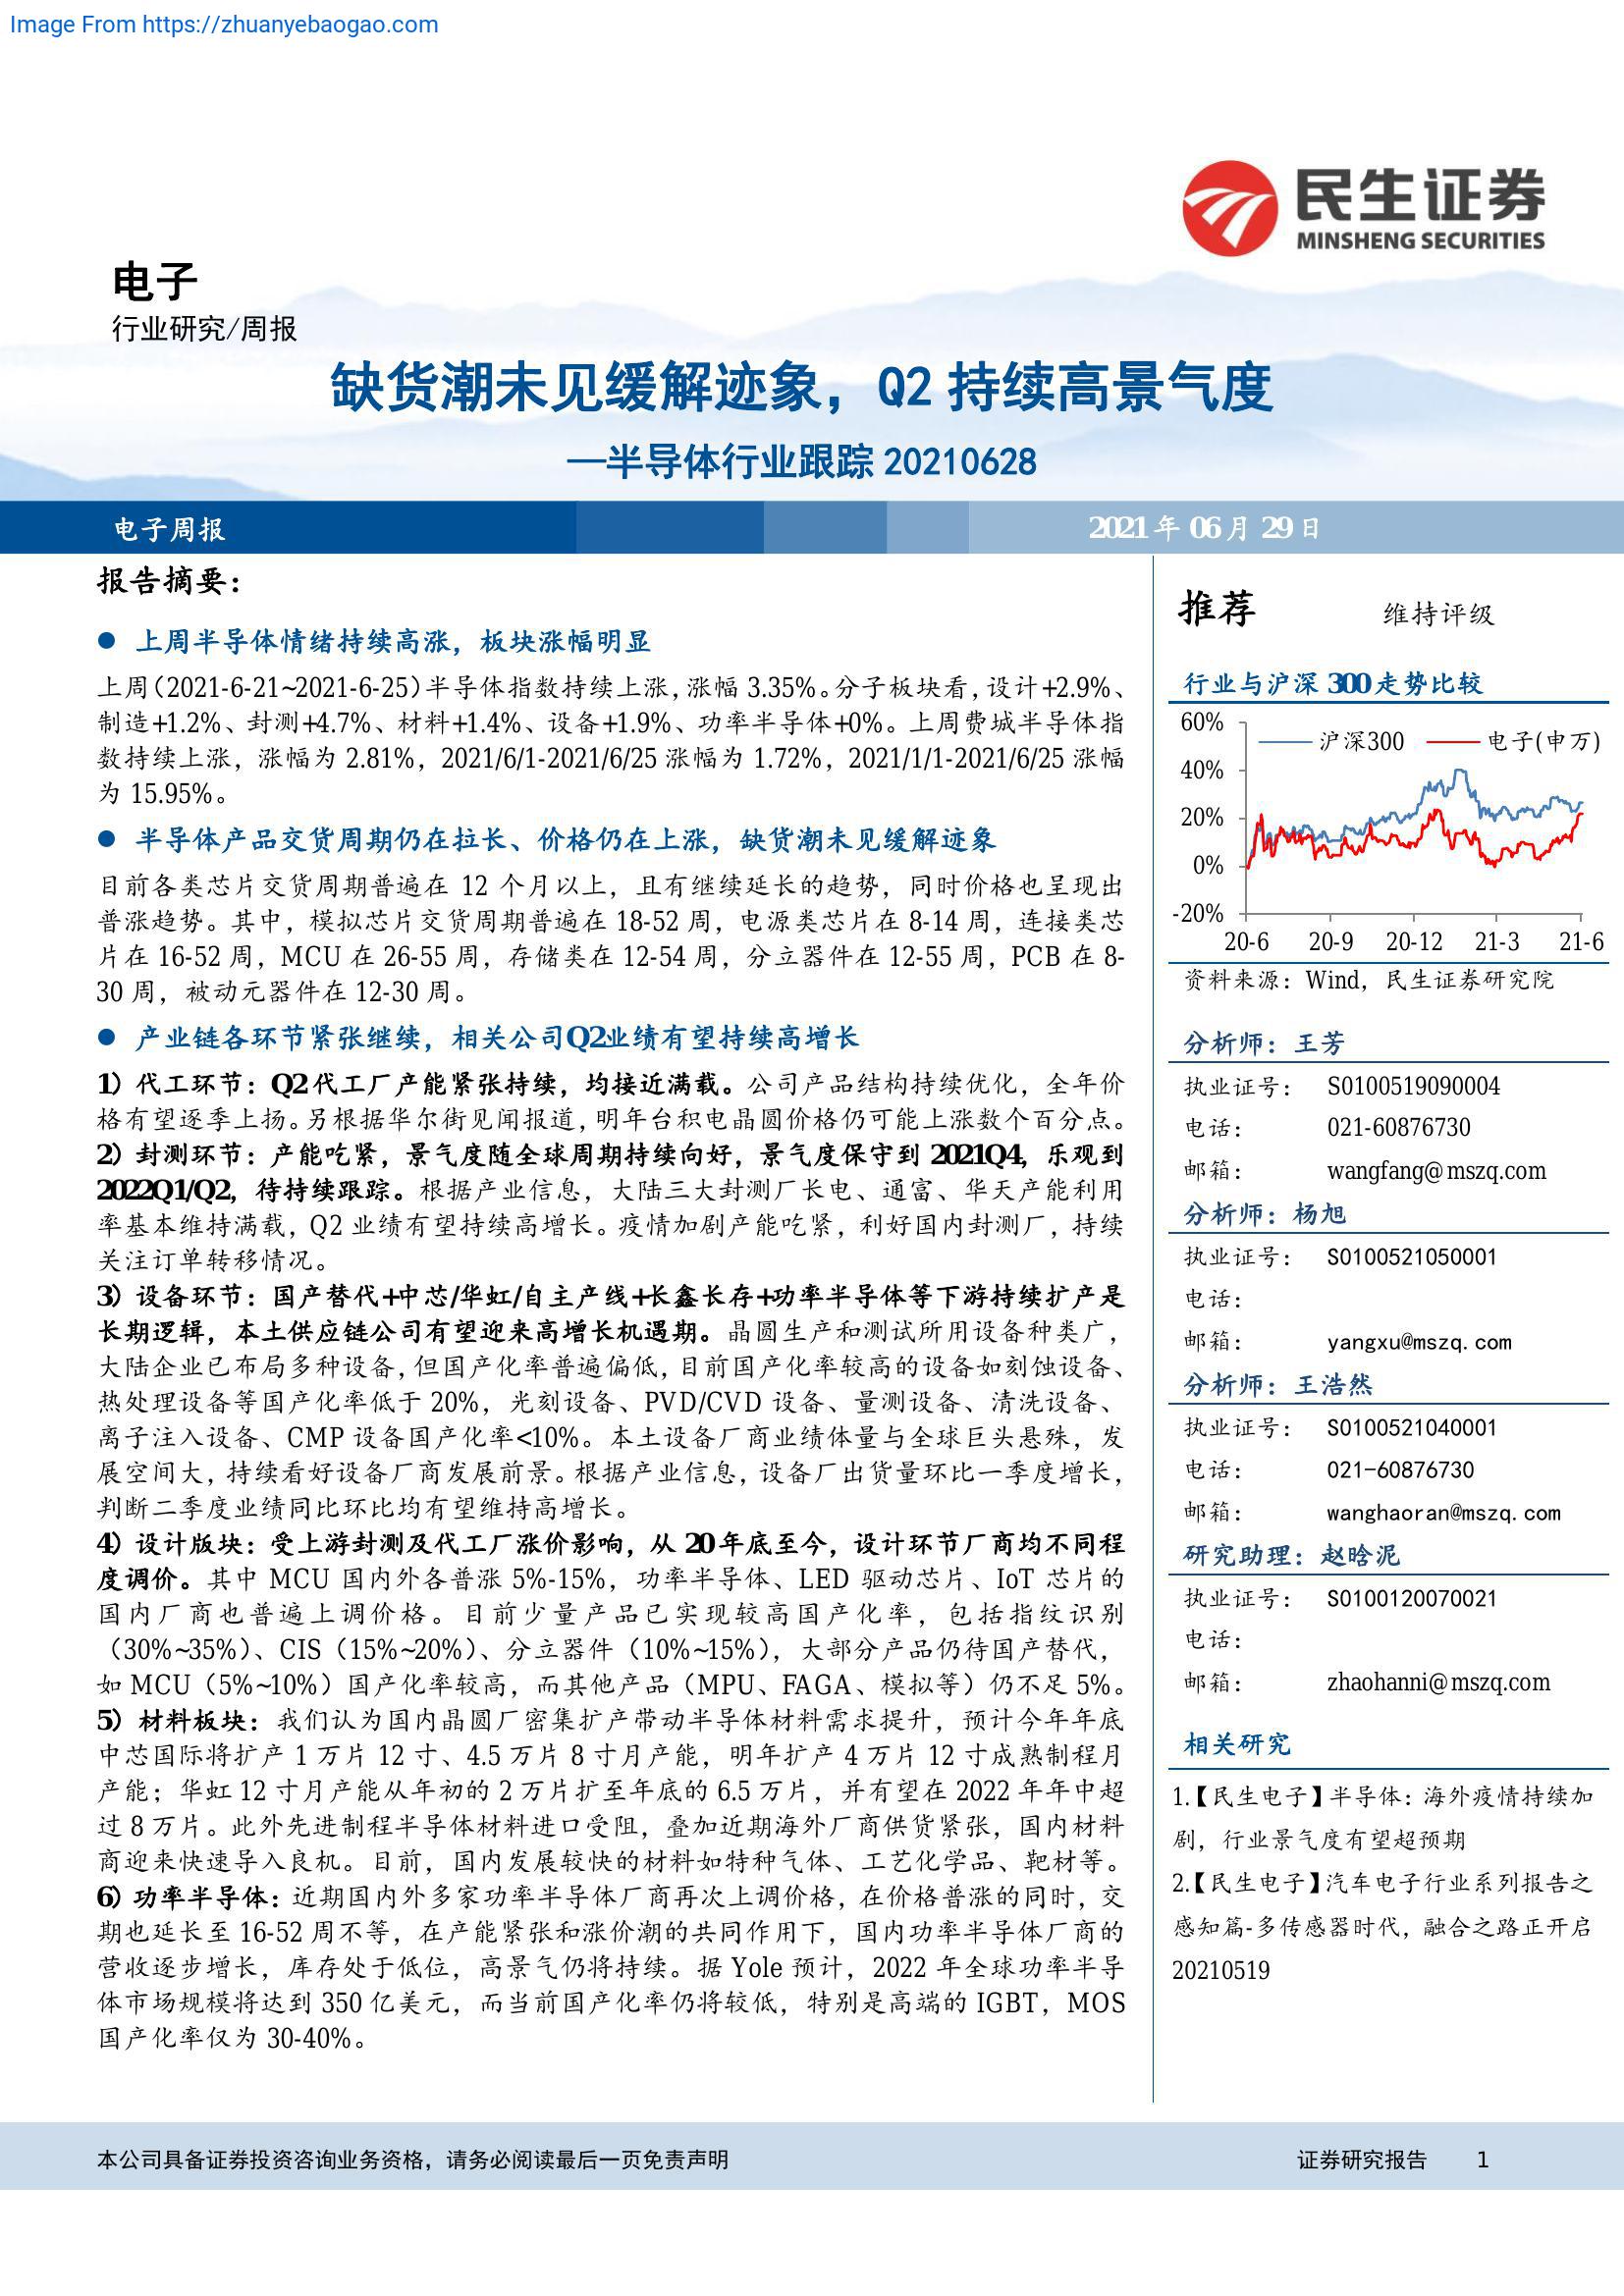 Image From https://zhuanyebaogao.com
民生证券
MINSHENG SECURITIES
电子
行业研究/周报
缺货潮未见缓解迹象，Q2 持续高景气度
—半导体行业跟踪 20210628
电子周报
2021 年 06 月 29 日
报告摘要：
● 上周半导体情绪持续高涨，板块涨幅明显
上周（2021-6-21~2021-6-25）半导体指数持续上涨，涨幅 3.35%。分子板块看，设计+2.9%、
制造+1.2%、封测+4.7%、材料+1.4%、设备+1.9%、功率半导体+0%。上周费城半导体指
数持续上涨，涨幅为 2.81%，2021/6/1-2021/6/25 涨幅为 1.72%，2021/1/1-2021/6/25 涨幅
为 15.95%。
● 半导体产品交货周期仍在拉长、价格仍在上涨，缺货潮未见缓解迹象
目前各类芯片交货周期普遍在 12 个月以上，且有继续延长的趋势，同时价格也呈现出
普涨趋势。其中，模拟芯片交货周期普遍在 18-52 周，电源类芯片在 8-14 周，连接类芯
片在 16-52 周，MCU 在 26-55 周，存储类在 12-54 周，分立器件在 12-55 周，PCB 在 8-
30 周，被动元器件在 12-30 周。
● 产业链各环节紧张继续，相关公司Q2业绩有望持续高增长
1）代工环节：Q2 代工厂产能紧张持续，均接近满载。公司产品结构持续优化，全年价
格有望逐季上扬。另根据华尔街见闻报道，明年台积电晶圆价格仍可能上涨数个百分点。
2）封测环节：产能吃紧，景气度随全球周期持续向好，景气度保守到 2021Q4，乐观到
2022Q1/Q2，待持续跟踪。根据产业信息，大陆三大封测厂长电、通富、华天产能利用
率基本维持满载，Q2 业绩有望持续高增长。疫情加剧产能吃紧，利好国内封测厂，持续
关注订单转移情况。
3）设备环节：国产替代+中芯/华虹/自主产线+长鑫长存+功率半导体等下游持续扩产是
长期逻辑，本土供应链公司有望迎来高增长机遇期。晶圆生产和测试所用设备种类广，
大陆企业已布局多种设备，但国产化率普遍偏低，目前国产化率较高的设备如刻蚀设备、
热处理设备等国产化率低于 20%，光刻设备、PVD/CVD 设备、量测设备、清洗设备、
离子注入设备、CMP 设备国产化率<10%。本土设备厂商业绩体量与全球巨头悬殊，发
展空间大，持续看好设备厂商发展前景。根据产业信息，设备厂出货量环比一季度增长，
判断二季度业绩同比环比均有望维持高增长。
4）设计版块：受上游封测及代工厂涨价影响，从 20 年底至今，设计环节厂商均不同程
度调价。其中 MCU 国内外各普涨 5%-15%，功率半导体、LED 驱动芯片、IoT 芯片的
国内厂商也普遍上调价格。目前少量产品已实现较高国产化率，包括指纹识别
（30%~35%）、CIS（15%~20%）、分立器件（10%~15%），大部分产品仍待国产替代，
如 MCU（5%~10%）国产化率较高，而其他产品（MPU、FAGA、模拟等）仍不足 5%。
5）材料板块：我们认为国内晶圆厂密集扩产带动半导体材料需求提升，预计今年年底
中芯国际将扩产 1 万片 12 寸、4.5 万片 8 寸月产能，明年扩产 4 万片 12 寸成熟制程月
产能；华虹 12 寸月产能从年初的 2 万片扩至年底的 6.5 万片，并有望在 2022 年年中超
过 8 万片。此外先进制程半导体材料进口受阻，叠加近期海外厂商供货紧张，国内材料
商迎来快速导入良机。目前，国内发展较快的材料如特种气体、工艺化学品、靶材等。
6）功率半导体：近期国内外多家功率半导体厂商再次上调价格，在价格普涨的同时，交
期也延长至 16-52 周不等，在产能紧张和涨价潮的共同作用下，国内功率半导体厂商的
营收逐步增长，库存处于低位，高景气仍将持续。据 Yole 预计，2022 年全球功率半导
体市场规模将达到 350 亿美元，而当前国产化率仍将较低，特别是高端的 IGBT，MOS
国产化率仅为 30-40%。
推荐 维持评级
行业与沪深 300 走势比较
60%
40%
20%
0%
-20%
沪深300 电子(申万)
20-6 20-9 20-12 21-3 21-6
资料来源：Wind，民生证券研究院
分析师：王芳
执业证号： S0100519090004
电话： 021-60876730
邮箱： wangfang@mszq.com
分析师：杨旭
执业证号： S0100521050001
电话：
邮箱： yangxu@mszq.com
分析师：王浩然
执业证号： S0100521040001
电话： 021-60876730
邮箱： wanghaoran@mszq.com
研究助理：赵晗泥
执业证号： S0100120070021
电话：
邮箱： zhaohanni@mszq.com
相关研究
1.【民生电子】半导体：海外疫情持续加
剧，行业景气度有望超预期
2.【民生电子】汽车电子行业系列报告之
感知篇-多传感器时代，融合之路正开启
20210519
本公司具备证券投资咨询业务资格，请务必阅读最后一页免责声明
证券研究报告 1